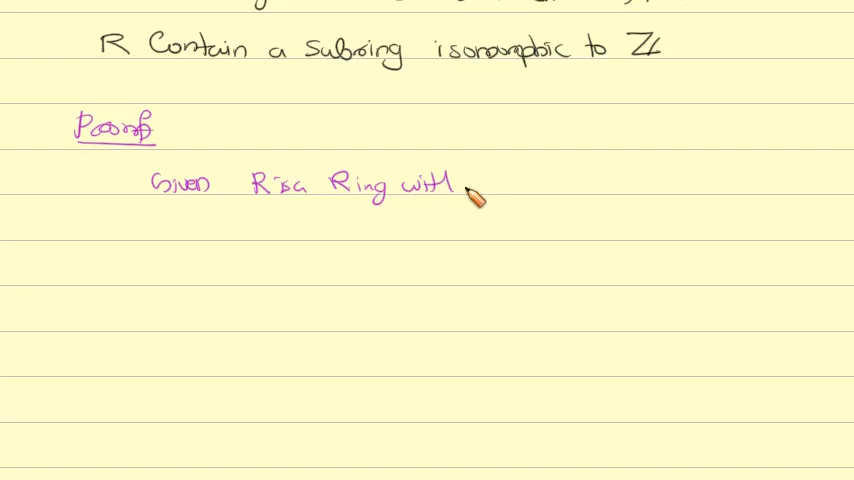 R Contain a subring isomorphic to ℤ
Proof
Given R is a Ring with